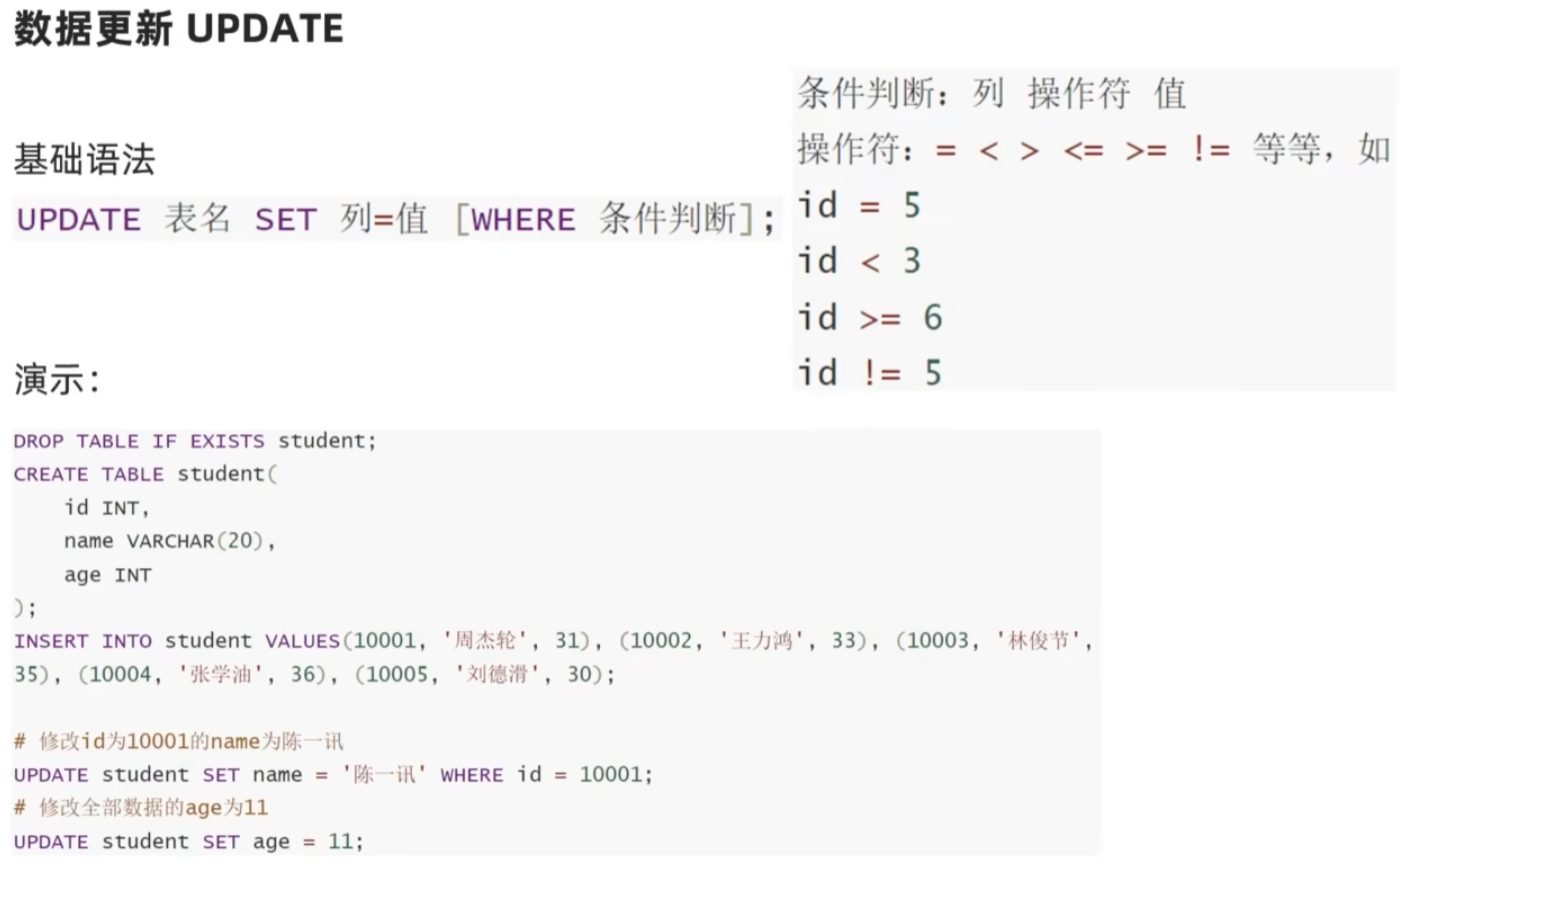 数据更新 UPDATE
基础语法
UPDATE 表名 SET 列=值 [WHERE 条件判断];
条件判断：列 操作符 值
操作符：= < > <= >= != 等等，如
id = 5
id < 3
id >= 6
id != 5
演示：
DROP TABLE IF EXISTS student;
CREATE TABLE student(
    id INT,
    name VARCHAR(20),
    age INT
);
INSERT INTO student VALUES(10001, '周杰轮', 31), (10002, '王力鸿', 33), (10003, '林俊节',
35), (10004, '张学油', 36), (10005, '刘德滑', 30);
# 修改id为10001的name为陈一讯
UPDATE student SET name = '陈一讯' WHERE id = 10001;
# 修改全部数据的age为11
UPDATE student SET age = 11;